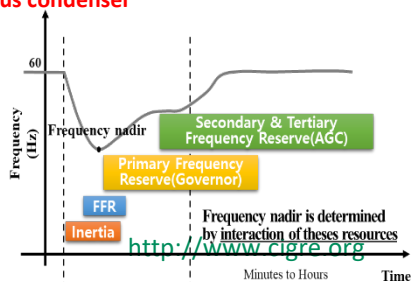 us condenser
60
Frequency
(Hz)
Frequency nadir
Secondary & Tertiary
Frequency Reserve(AGC)
Primary Frequency
Reserve(Governor)
FFR
Inertia
Frequency nadir is determined
by interaction of theses resources
http://www.cigre.org
Minutes to Hours
Time